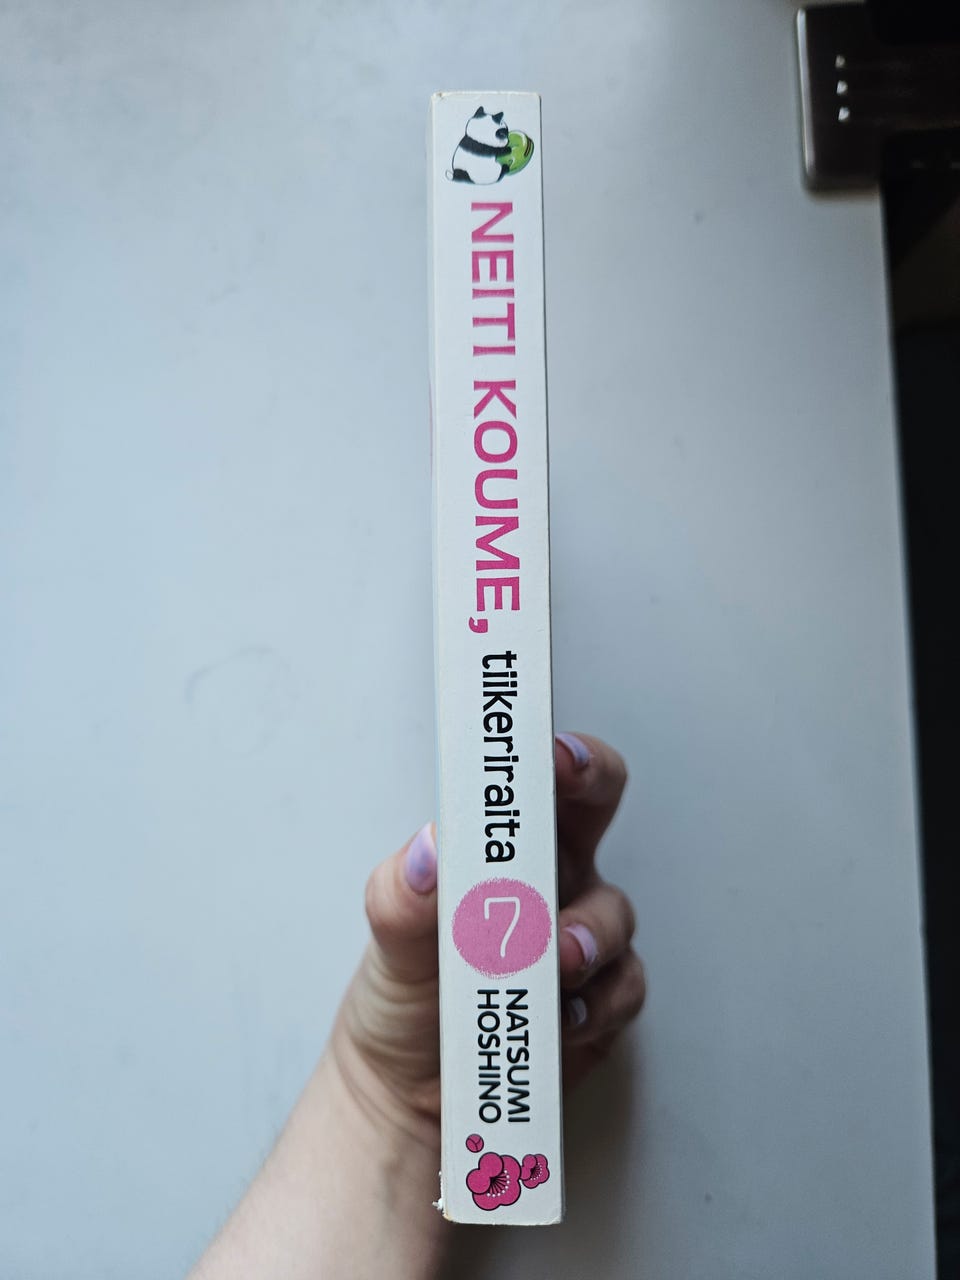 NEITI KOUME, tiikeriraita
7
NATSUMI
HOSHINO